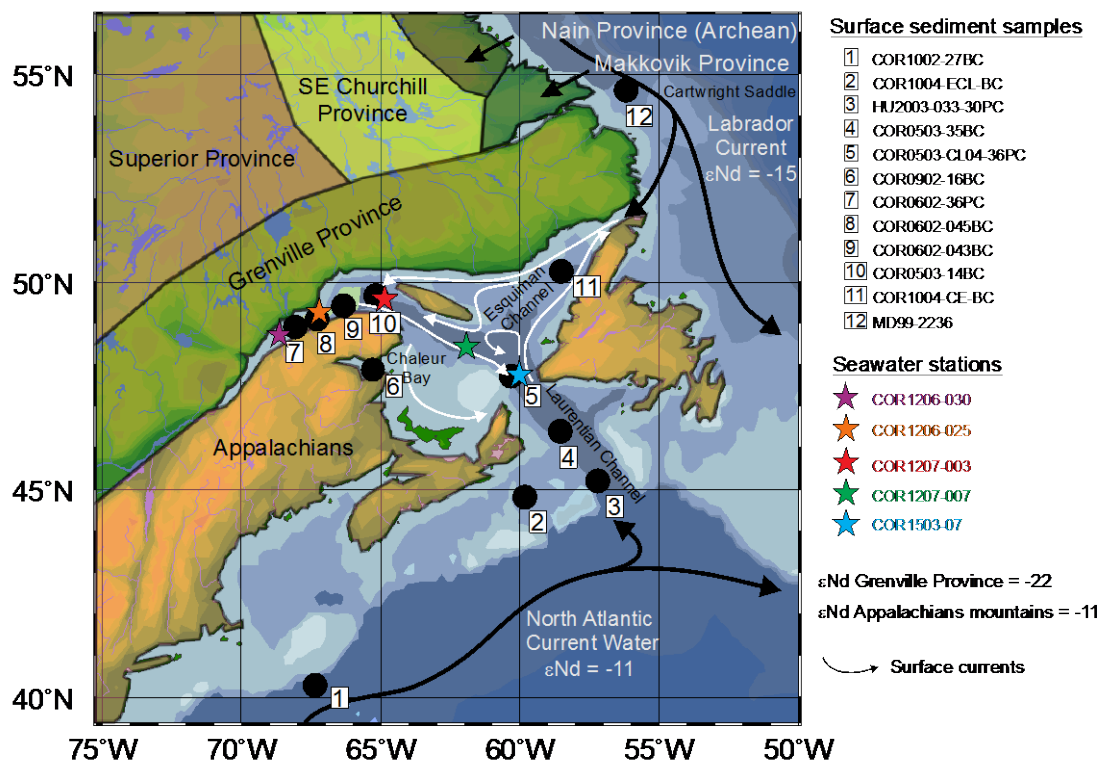 55°N
50°N
45°N
40°N
75°W
70°W
65°W
60°W
55°W
50°W
Nain Province (Archean)
Makkovik Province
SE Churchill
Province
Superior Province
Grenville Province
Appalachians
Cartwright Saddle
Labrador
Current
εNd = -15
Esquiman
Channel
Chaleur
Bay
Laurentian Channel
North Atlantic
Current Water
εNd = -11
1
2
3
4
5
6
7
8
9
10
11
12
Surface sediment samples
1 COR1002-27BC
2 COR1004-ECL-BC
3 HU2003-033-30PC
4 COR0503-35BC
5 COR0503-CL04-36PC
6 COR0902-16BC
7 COR0602-36PC
8 COR0602-045BC
9 COR0602-043BC
10 COR0503-14BC
11 COR1004-CE-BC
12 MD99-2236
Seawater stations
COR1206-030
COR1206-025
COR1207-003
COR1207-007
COR1503-07
εNd Grenville Province = -22
εNd Appalachians mountains = -11
Surface currents